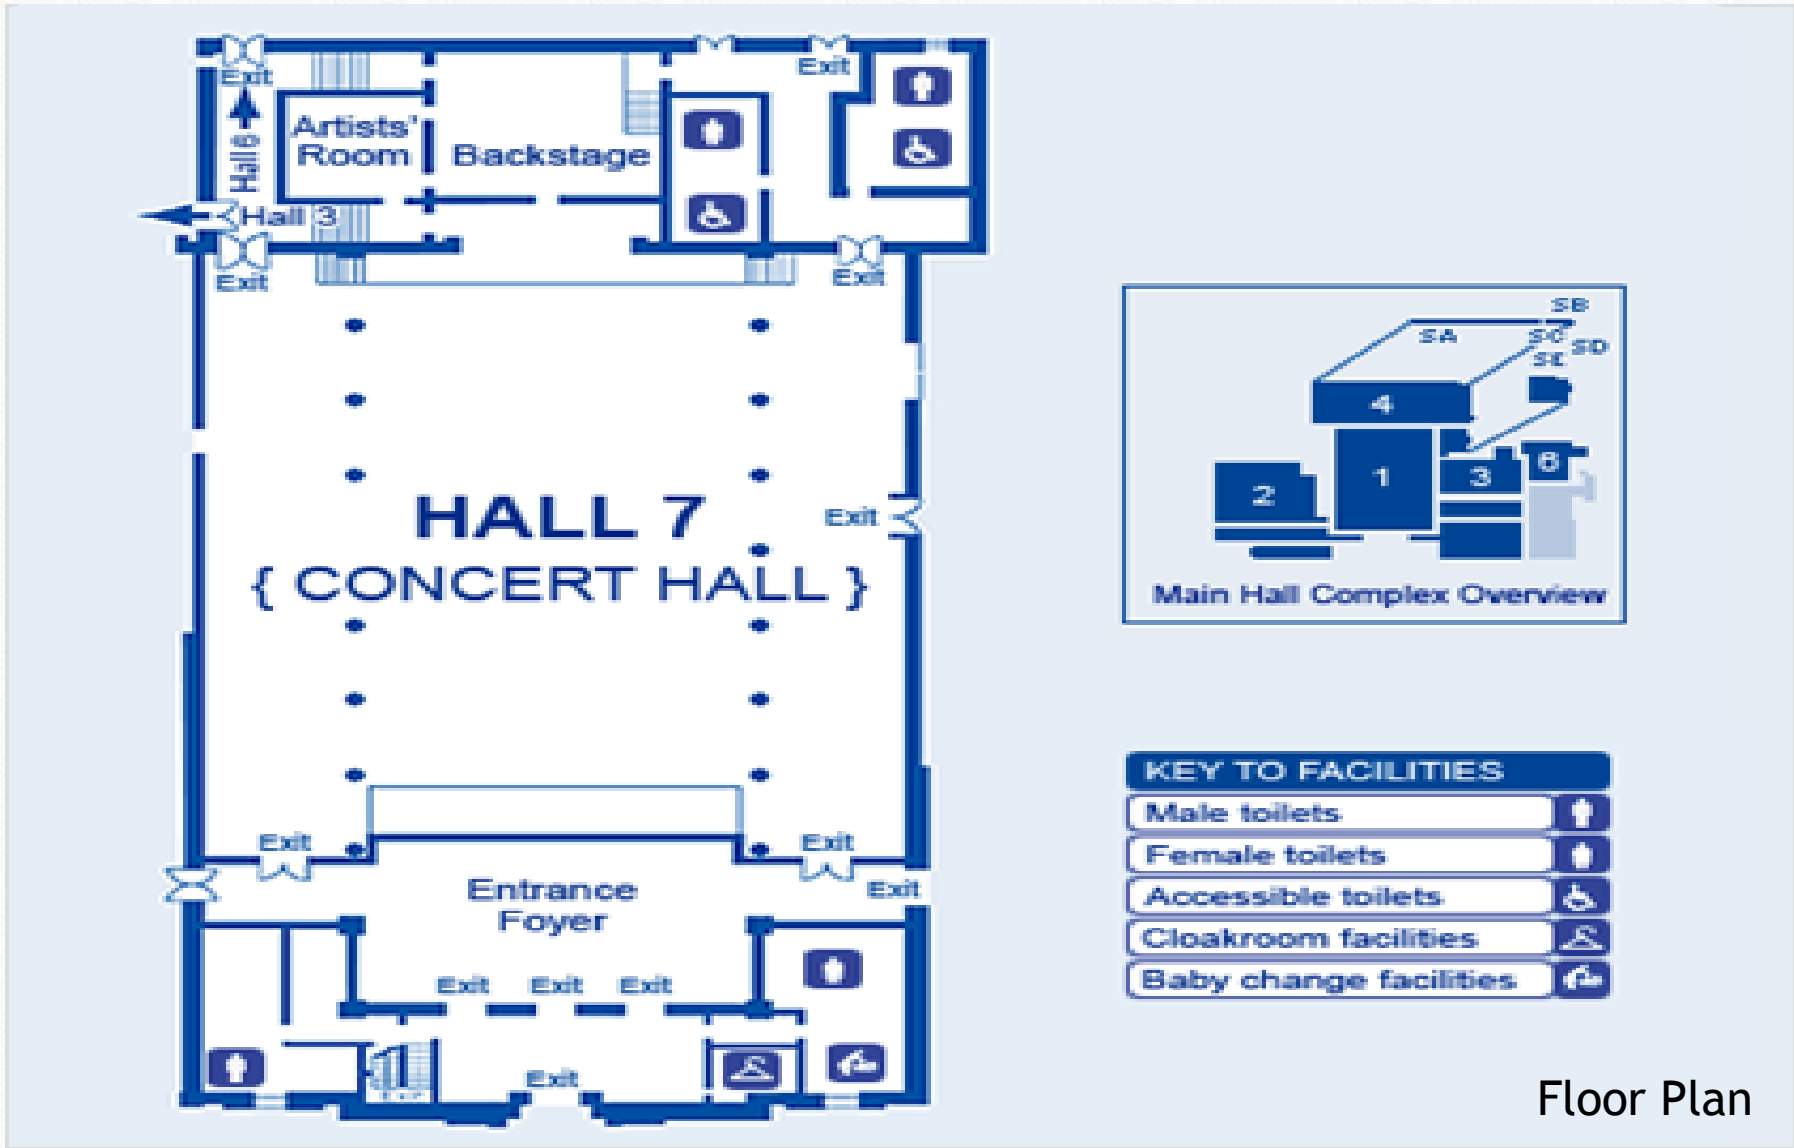 Exit
Exit
Hall 6
Artists'
Room
Backstage
Hall 3
Exit
Exit
HALL 7
{ CONCERT HALL }
Exit
Exit
Exit
Exit
Entrance
Foyer
Exit
Exit
Exit
Exit
SB
SA
SC
SD
SE
4
1
2
3
6
Main Hall Complex Overview
KEY TO FACILITIES
Male toilets
Female toilets
Accessible toilets
Cloakroom facilities
Baby change facilities
Floor Plan